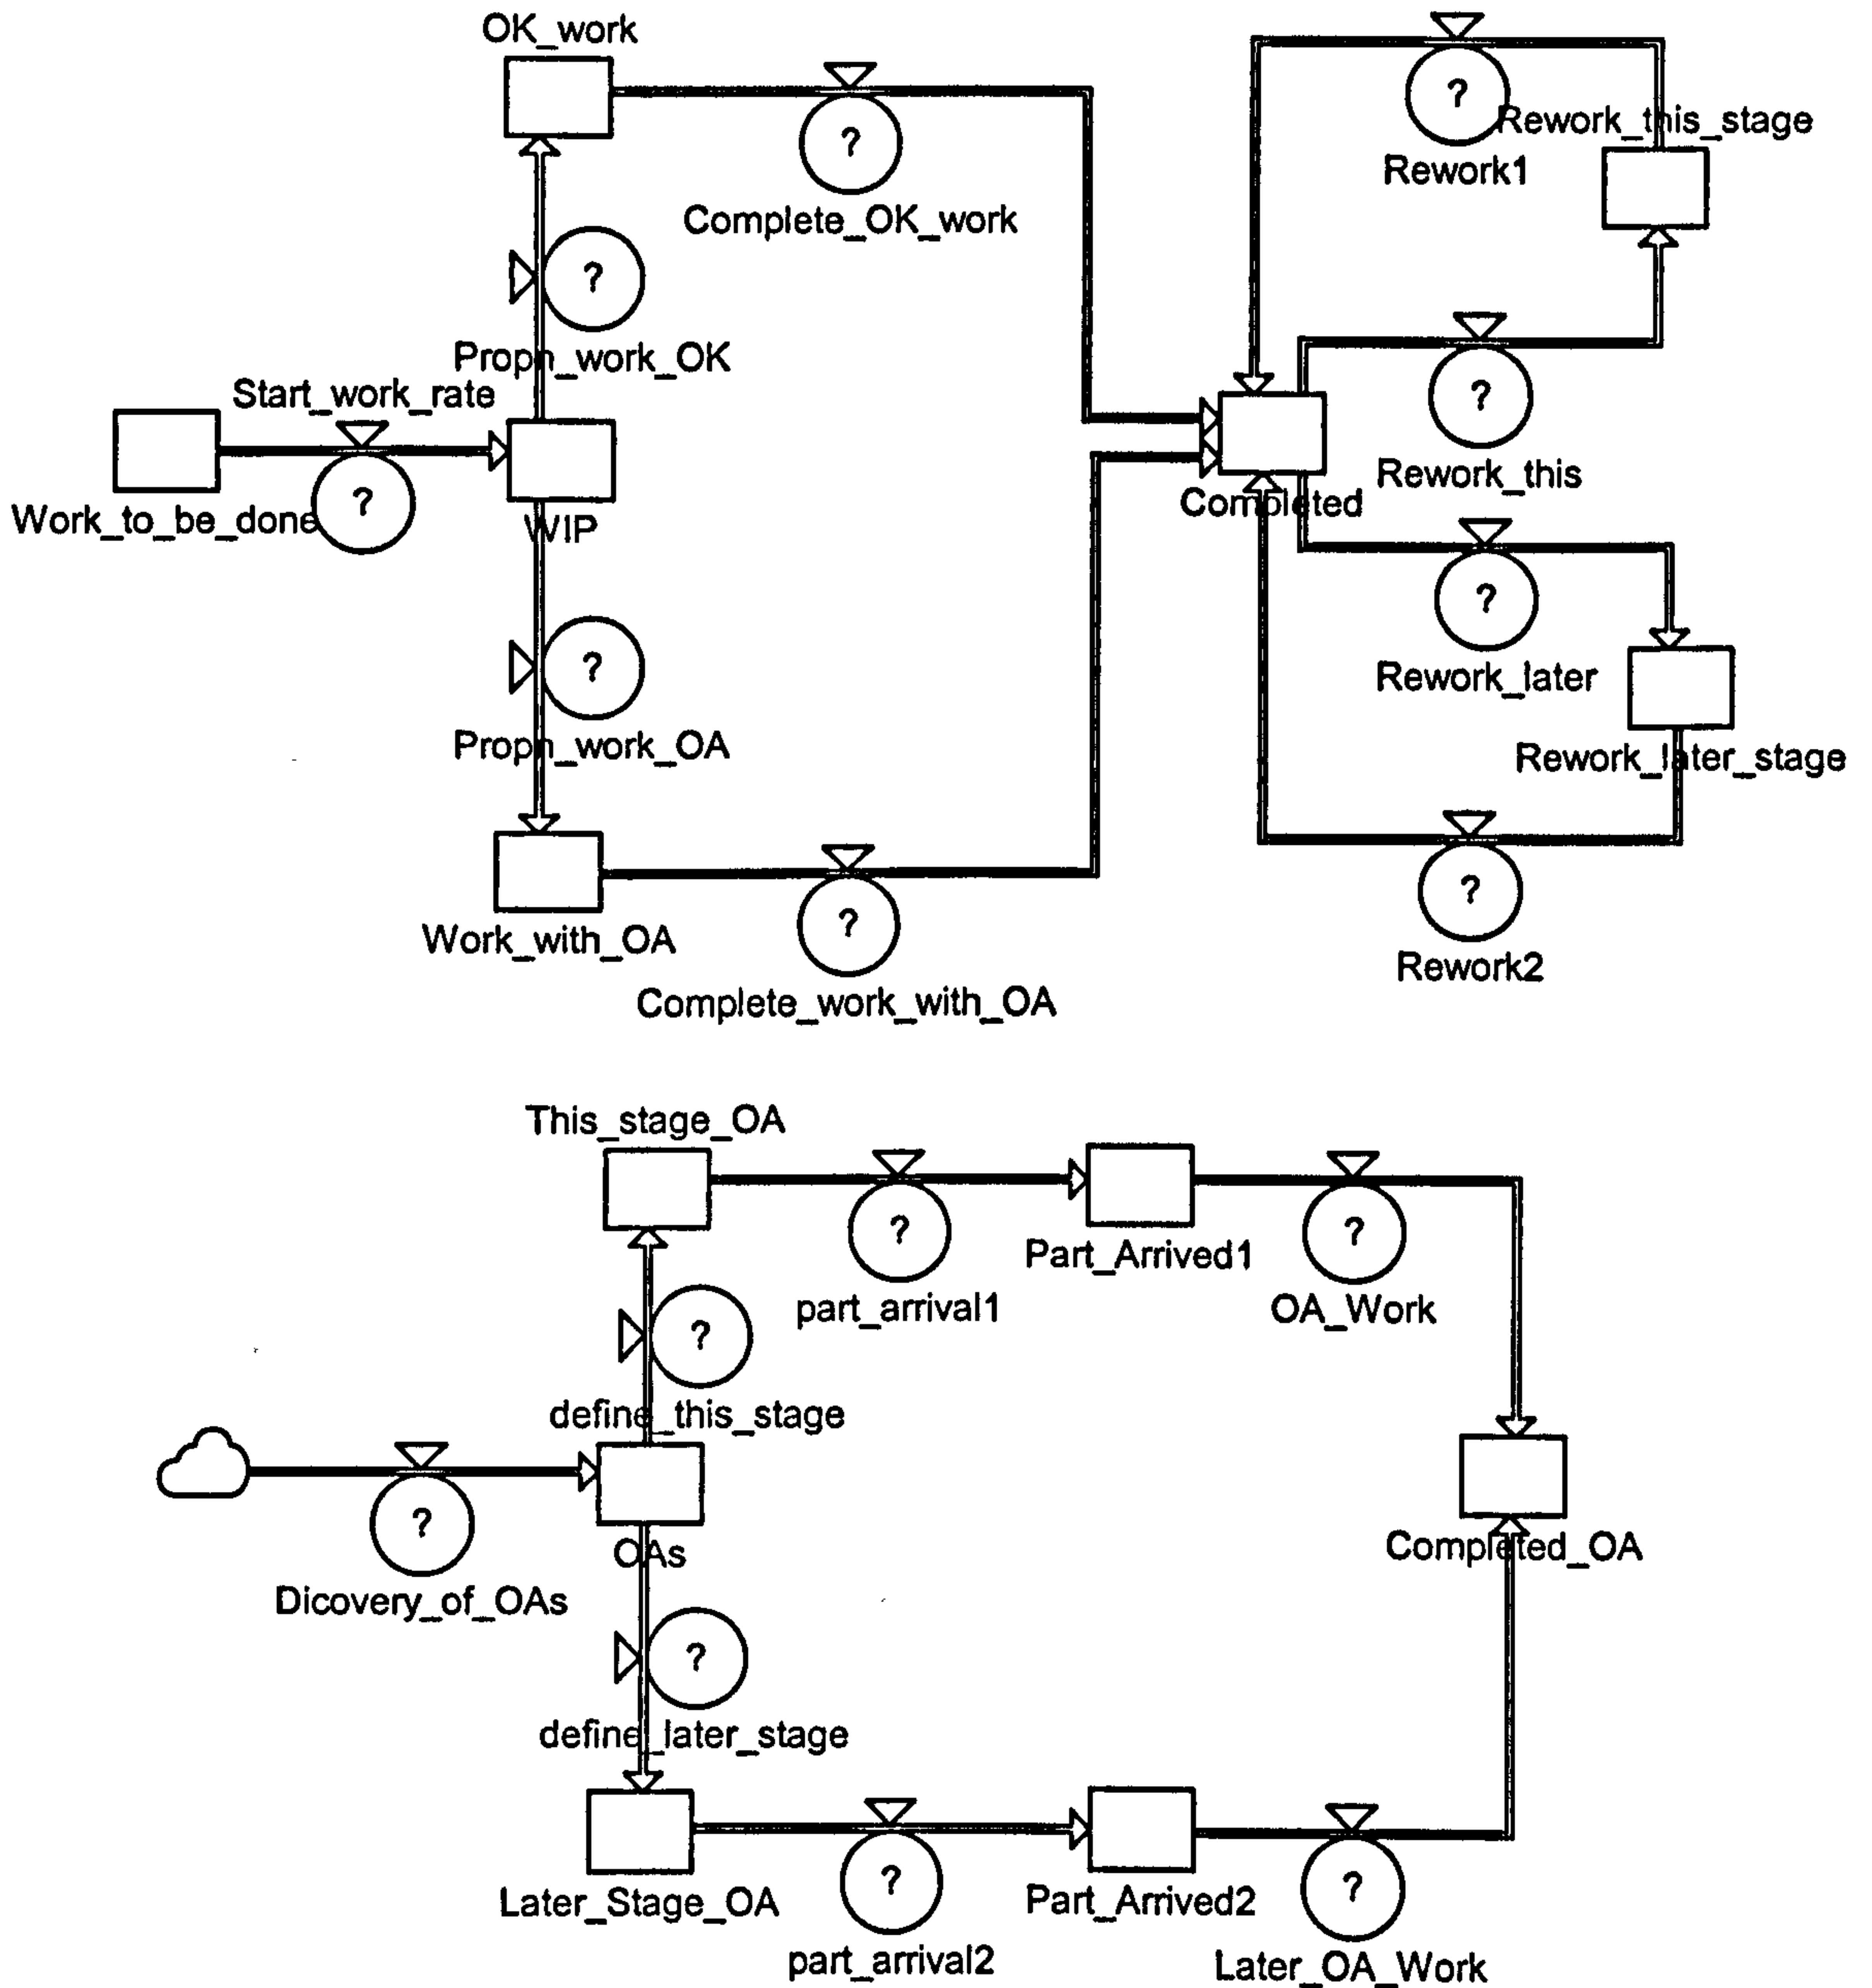 OK_work
?
?
Rework_this_stage
Rework1
?
Complete_OK_work
?
Propn_work_OK
Start_work_rate
?
Rework_this
Completed
?
Work_to_be_done
WIP
?
Rework_later
?
Propn_work_OA
Rework_later_stage
?
Rework2
Work_with_OA
?
Complete_work_with_OA
This_stage_OA
?
?
Part_Arrived1
part_arrival1
OA_Work
?
define_this_stage
?
OAs
Completed_OA
Dicovery_of_OAs
?
define_later_stage
?
?
Later_Stage_OA
Part_Arrived2
part_arrival2
Later_OA_Work